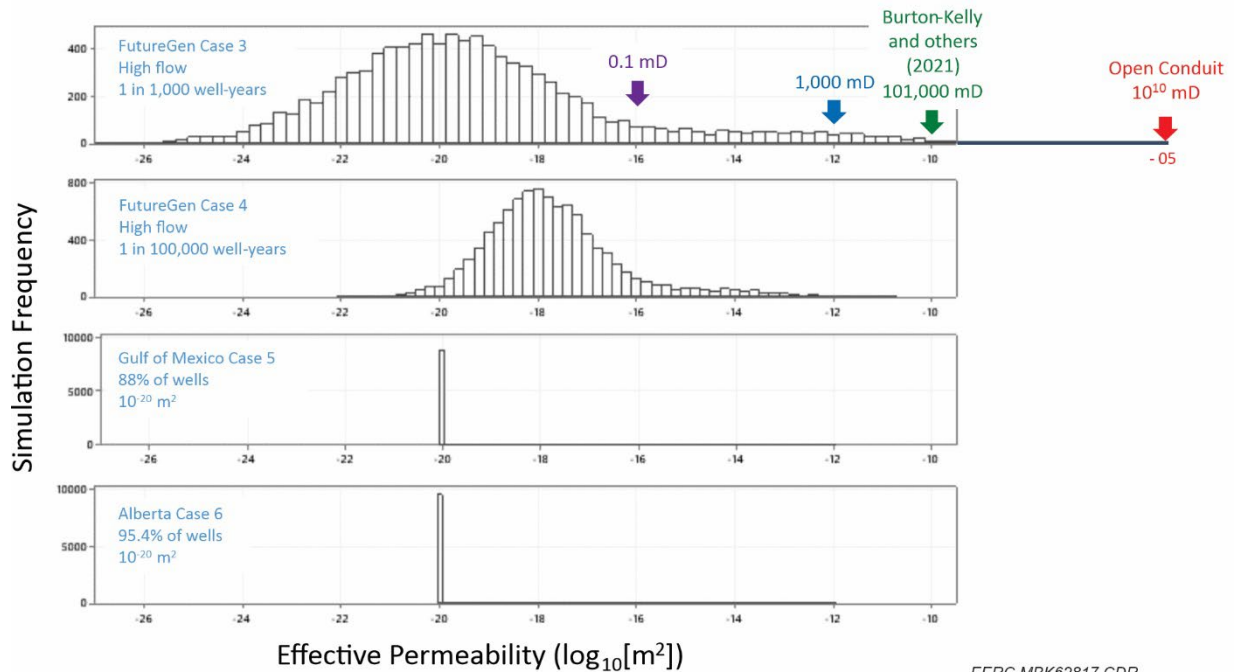 FutureGen Case 3
High flow
1 in 1,000 well-years
0.1 mD
1,000 mD
Burton-Kelly
and others
(2021)
101,000 mD
Open Conduit
10¹⁰ mD
400
200
0
-26 -24 -22 -20 -18 -16 -14 -12 -10 -05
FutureGen Case 4
High flow
1 in 100,000 well-years
800
400
0
-26 -24 -22 -20 -18 -16 -14 -12 -10
Gulf of Mexico Case 5
88% of wells
10⁻²⁰ m²
10000
5000
0
-26 -24 -22 -20 -18 -16 -14 -12 -10
Alberta Case 6
95.4% of wells
10⁻²⁰ m²
10000
5000
0
-26 -24 -22 -20 -18 -16 -14 -12 -10
Simulation Frequency
Effective Permeability (log₁₀[m²])